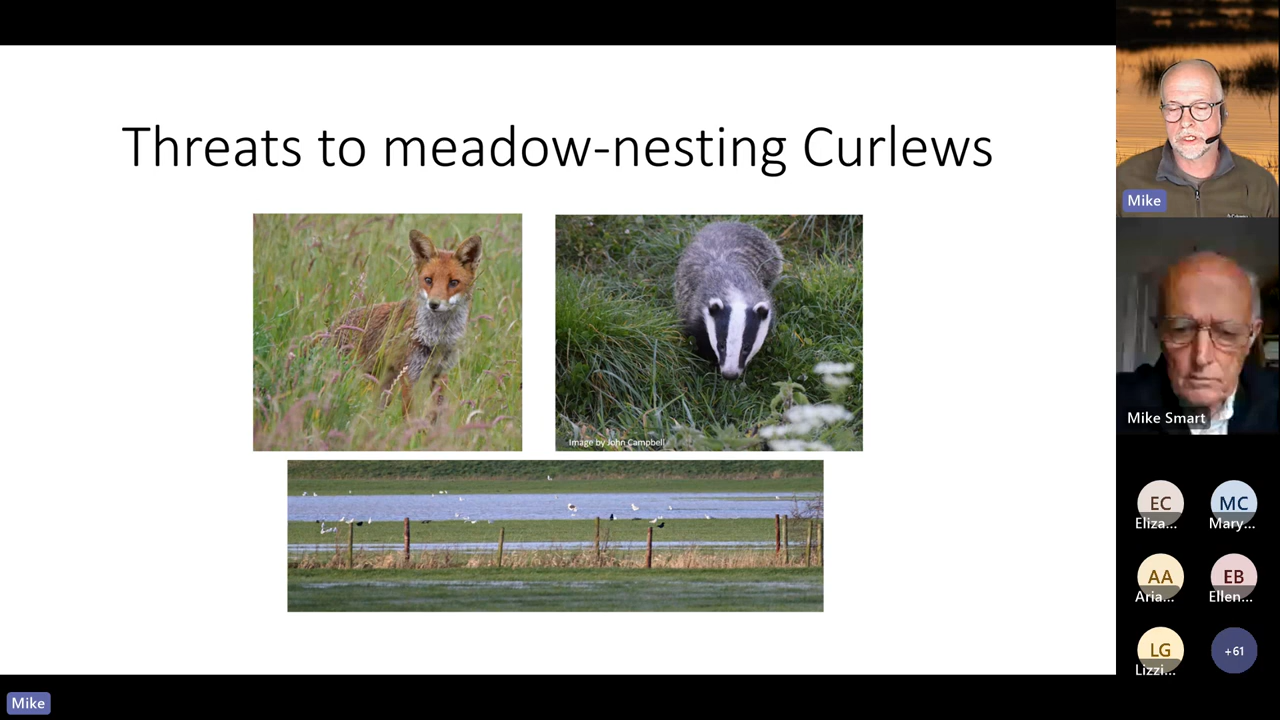 Threats to meadow-nesting Curlews
Image by John Campbell
Mike
Mike Smart
EC
Eliza...
MC
Mary...
AA
Aria...
EB
Ellen...
LG
Lizzi...
+61
Mike